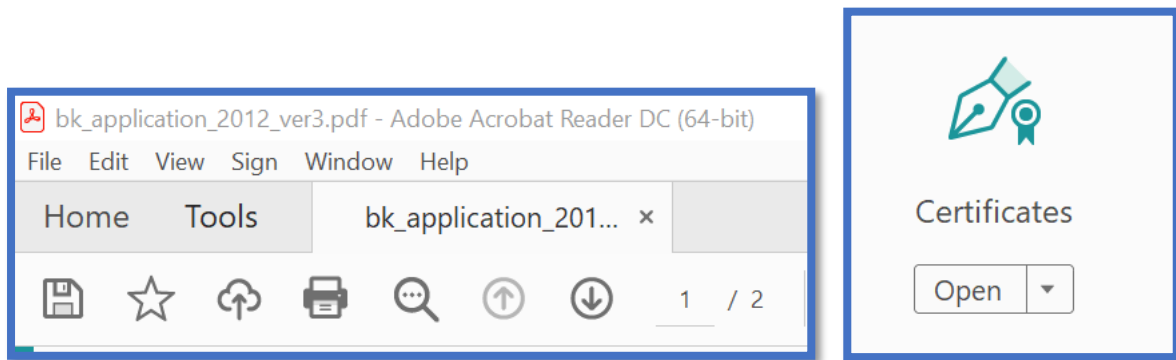 bk_application_2012_ver3.pdf - Adobe Acrobat Reader DC (64-bit)
File Edit View Sign Window Help
Home Tools bk_application_201... ×
1 / 2
Certificates
Open